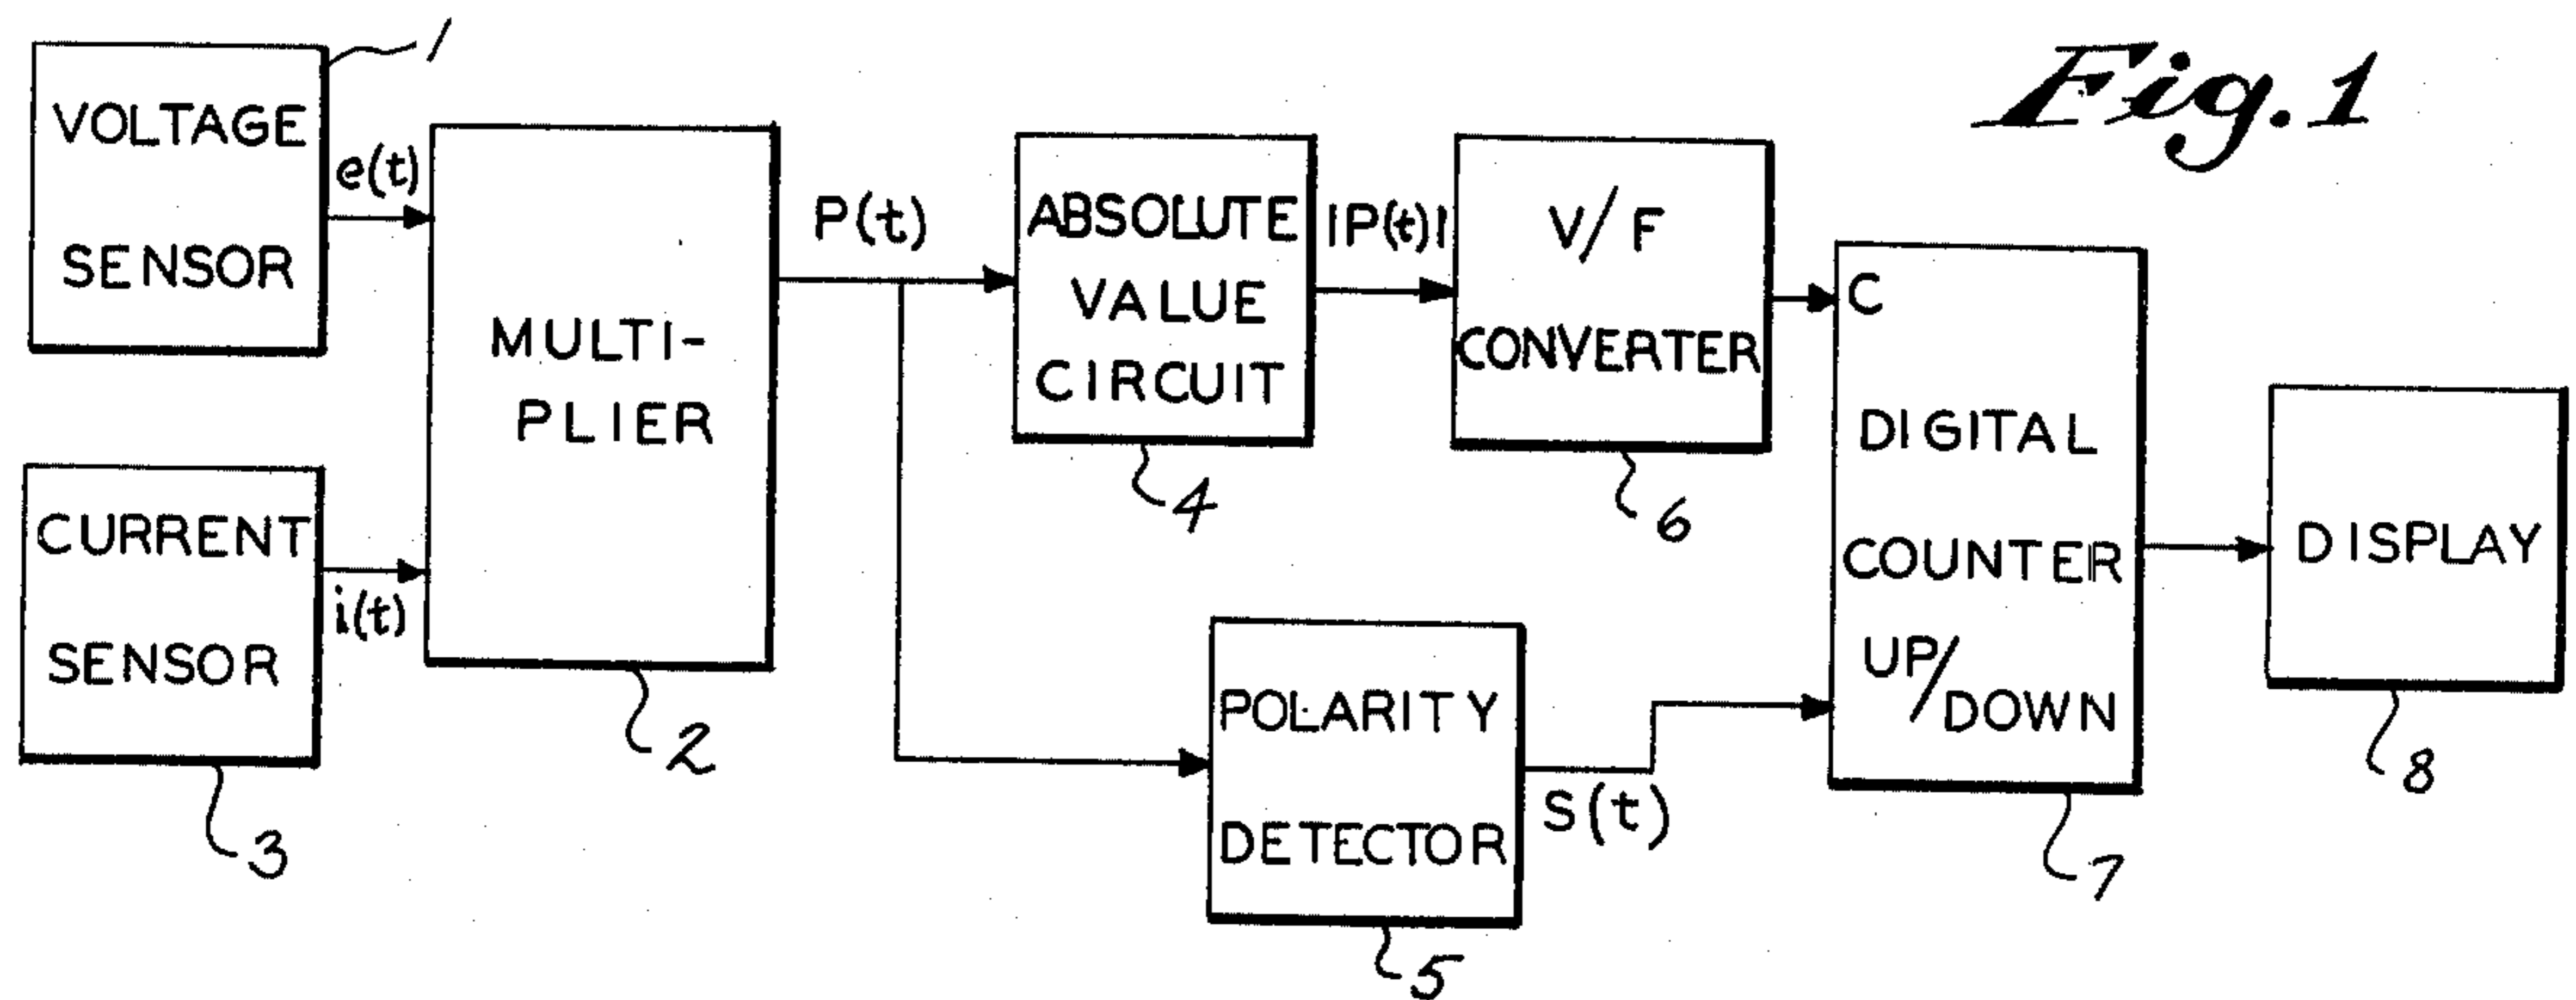 Fig. 1
1
VOLTAGE
SENSOR
e(t)
CURRENT
SENSOR
i(t)
3
MULTI-
PLIER
2
P(t)
ABSOLUTE
VALUE
CIRCUIT
4
|P(t)|
V/F
CONVERTER
6
POLARITY
DETECTOR
5
S(t)
C
DIGITAL
COUNTER
UP/DOWN
7
DISPLAY
8